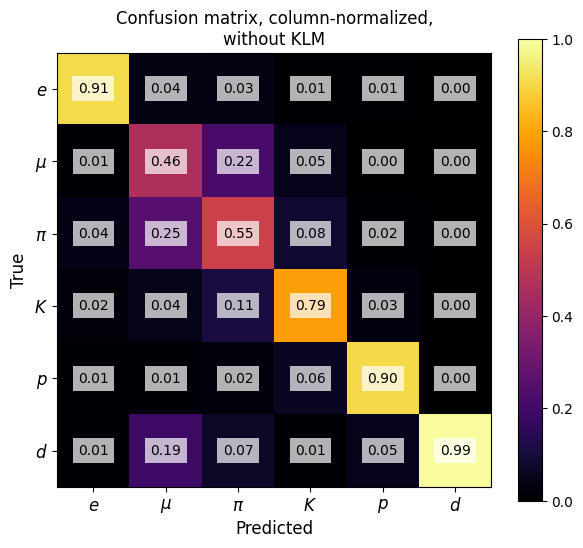 Confusion matrix, column-normalized,
without KLM
1.0
e 0.91 0.04 0.03 0.01 0.01 0.00
μ 0.01 0.46 0.22 0.05 0.00 0.00
0.8
π 0.04 0.25 0.55 0.08 0.02 0.00
0.6
True
K 0.02 0.04 0.11 0.79 0.03 0.00
0.4
p 0.01 0.01 0.02 0.06 0.90 0.00
0.2
d 0.01 0.19 0.07 0.01 0.05 0.99
0.0
e μ π K p d
Predicted